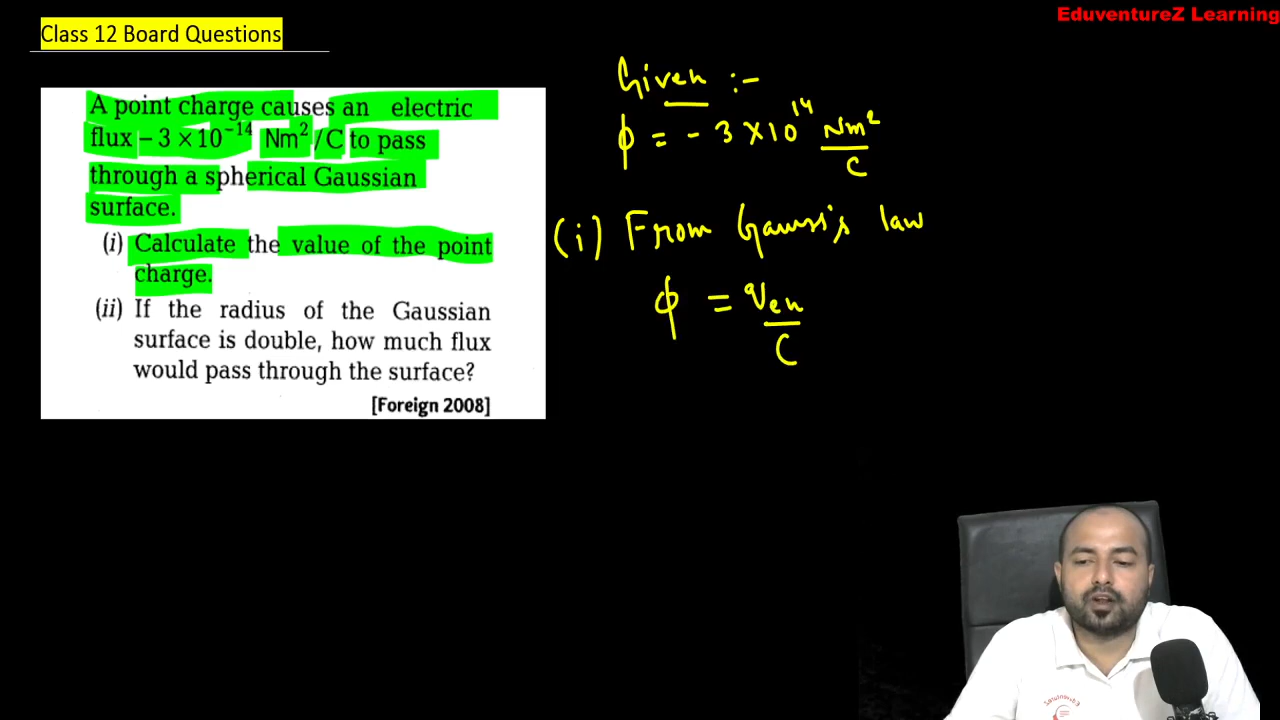 EduventureZ Learning
Class 12 Board Questions
A point charge causes an electric
flux – 3 × 10⁻¹⁴ Nm² / C to pass
through a spherical Gaussian
surface.
(i) Calculate the value of the point
charge.
(ii) If the radius of the Gaussian
surface is double, how much flux
would pass through the surface?
[Foreign 2008]
Given :-
ϕ = - 3 × 10¹⁴ Nm²/C
(i) From Gauss's law
ϕ = qen/C